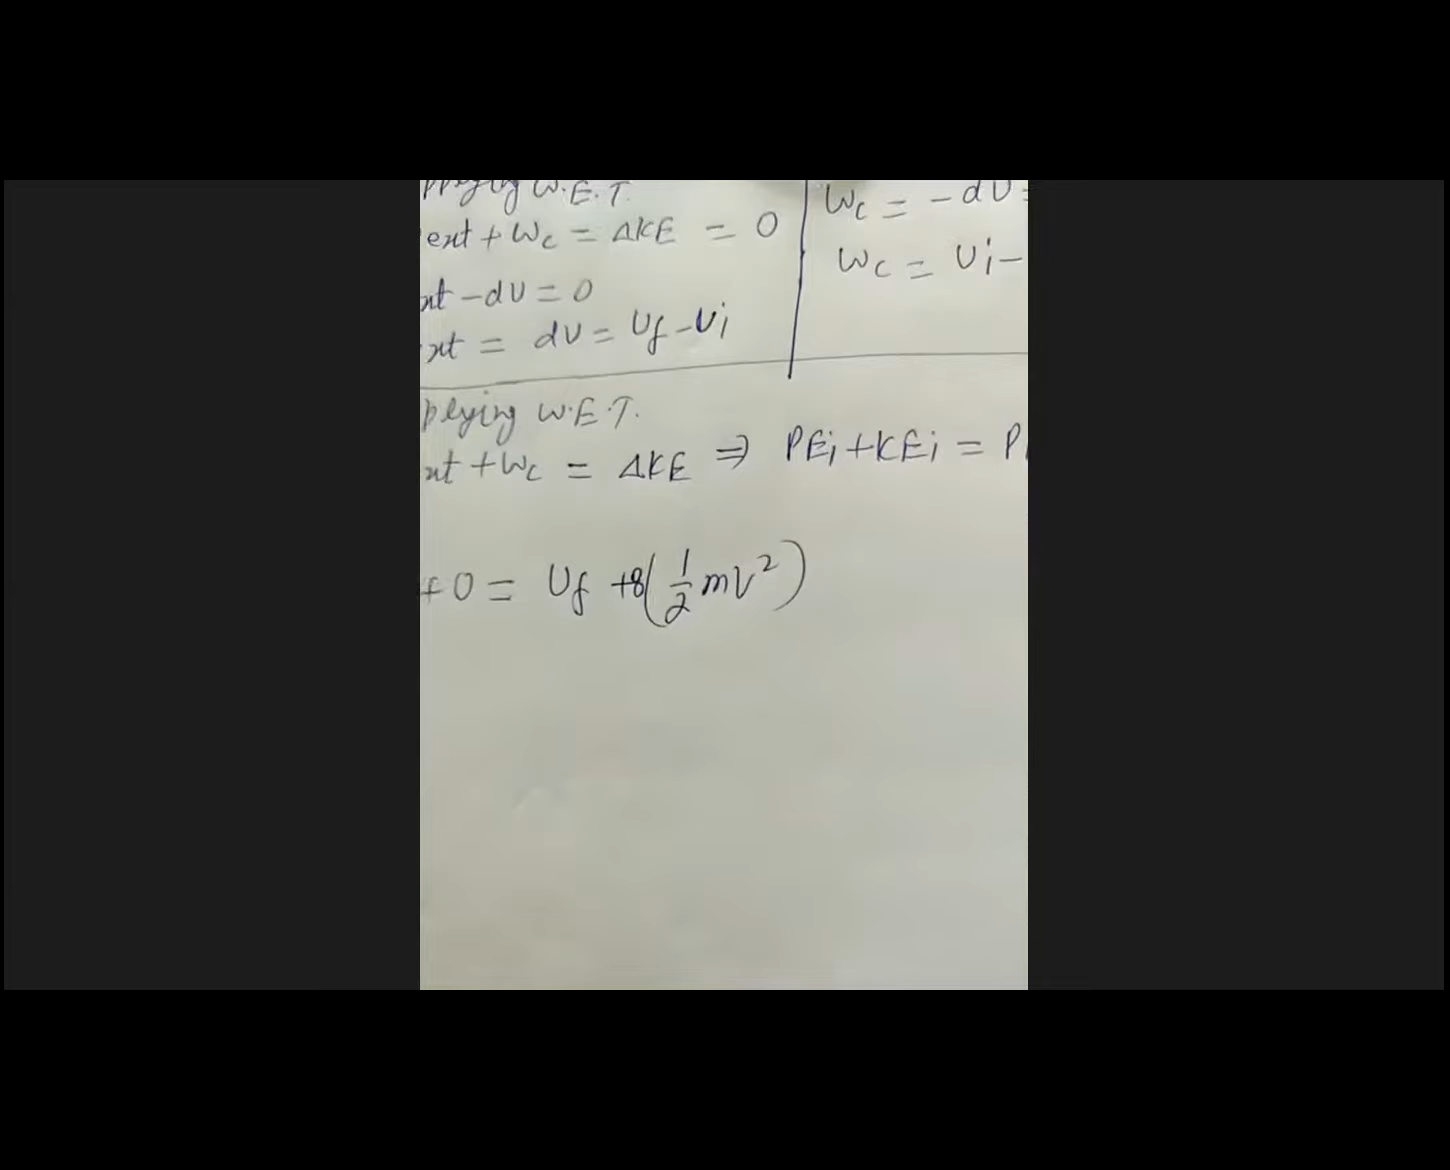 W.E.T.
ext + Wc = ΔKE = 0
Wc = - dU =
Wc = Ui -
xt - dU = 0
xt = dU = Uf - Ui
plying W.E.T.
xt + Wc = ΔKE ⇒ PEi + KEi = P
+ 0 = Uf + 8(1/2 mv²)